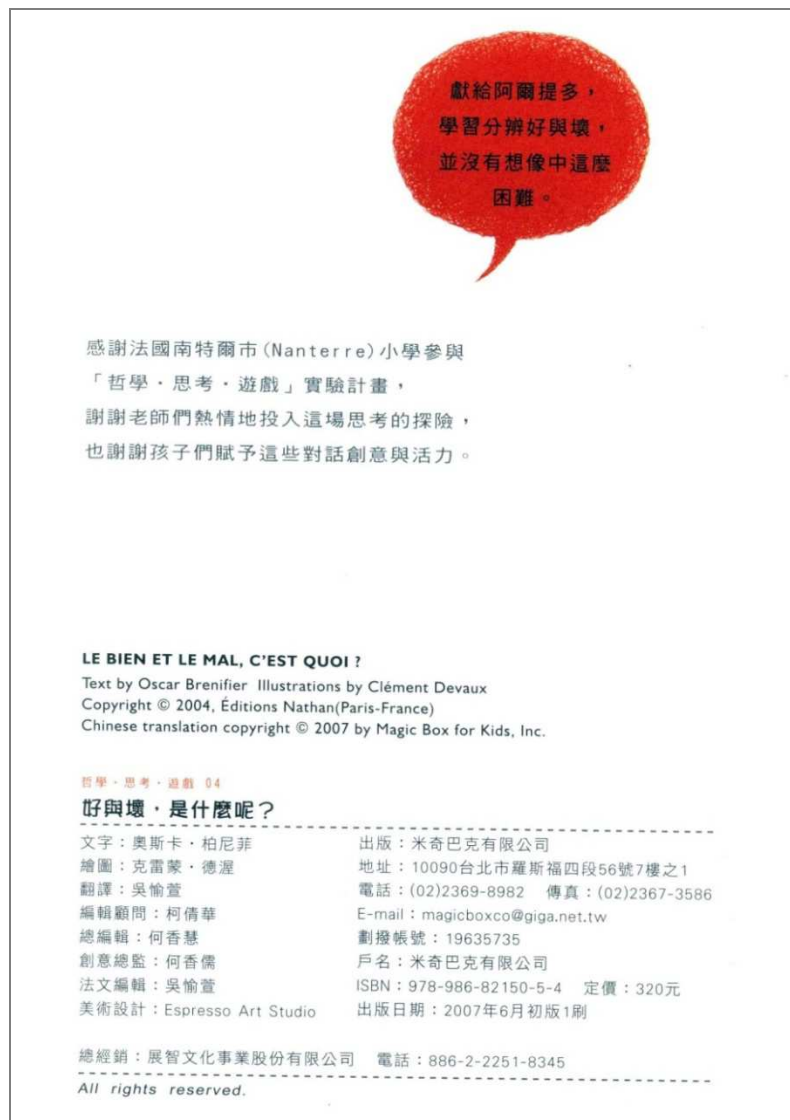 獻給阿爾提多，
學習分辨好與壞，
並沒有想像中這麼
困難。
感謝法國南特爾市(Nanterre)小學參與
「哲學・思考・遊戲」實驗計畫，
謝謝老師們熱情地投入這場思考的探險，
也謝謝孩子們賦予這些對話創意與活力。
LE BIEN ET LE MAL, C'EST QUOI ?
Text by Oscar Brenifier Illustrations by Clément Devaux
Copyright © 2004, Éditions Nathan(Paris-France)
Chinese translation copyright © 2007 by Magic Box for Kids, Inc.
哲學・思考・遊戲 04
好與壞，是什麼呢？
文字：奧斯卡・柏尼菲
繪圖：克雷蒙・德渥
翻譯：吳愉萱
編輯顧問：柯倩華
總編輯：何香慧
創意總監：何香儒
法文編輯：吳愉萱
美術設計：Espresso Art Studio
出版：米奇巴克有限公司
地址：10090台北市羅斯福四段56號7樓之1
電話：(02)2369-8982 傳真：(02)2367-3586
E-mail：magicboxco@giga.net.tw
劃撥帳號：19635735
戶名：米奇巴克有限公司
ISBN：978-986-82150-5-4 定價：320元
出版日期：2007年6月初版1刷
總經銷：展智文化事業股份有限公司 電話：886-2-2251-8345
All rights reserved.